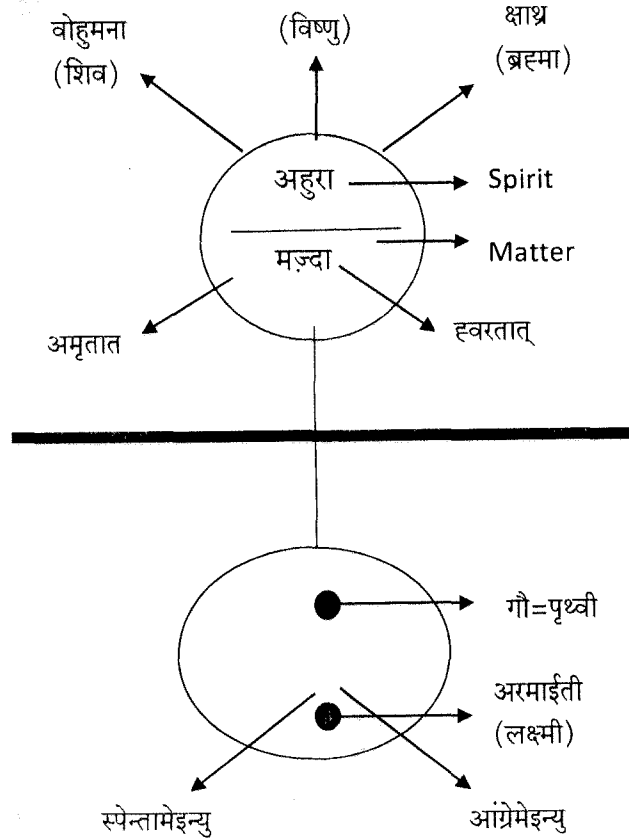 वोहुमना
(शिव)
(विष्णु)
क्षाथ्र
(ब्रह्मा)
अहुरा
Spirit
मज़्दा
Matter
अमृतात
ह्वरतात्
गौ=पृथ्वी
अरमाईती
(लक्ष्मी)
स्पेन्तामेइन्यु
आंग्रेमेइन्यु